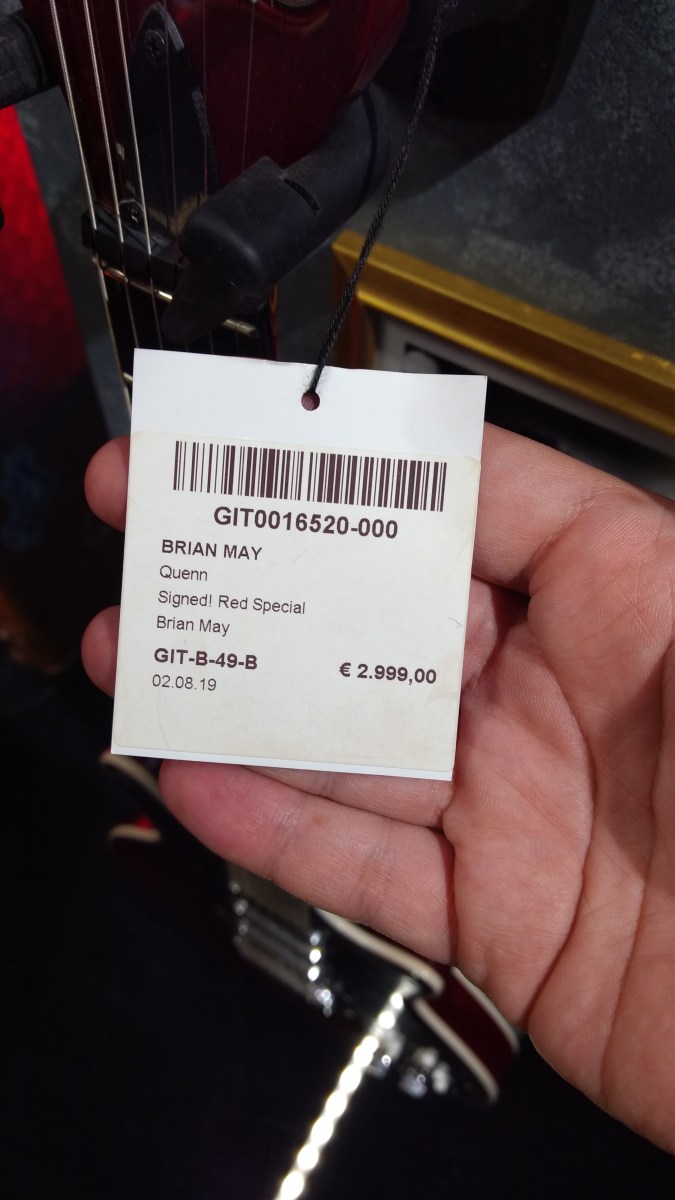 GIT0016520-000
BRIAN MAY
Quenn
Signed! Red Special
Brian May
GIT-B-49-B € 2.999,00
02.08.19